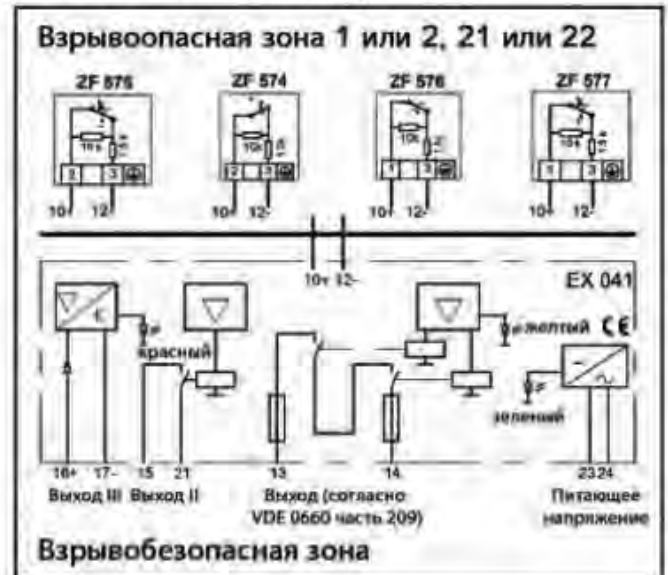 Взрывоопасная зона 1 или 2, 21 или 22
ZF 575 ZF 574 ZF 576 ZF 577
10k 10k 10k 10k
2 3 2 3 1 3 1 3
10+ 12- 10+ 12- 10+ 12- 10+ 12-
10+ 12-
EX 041
красный
желтый CE
зеленый
16+ 17- 15 21 13 14 23 24
Выход III Выход II Выход (согласно Питающее
VDE 0660 часть 209) напряжение
Взрывобезопасная зона